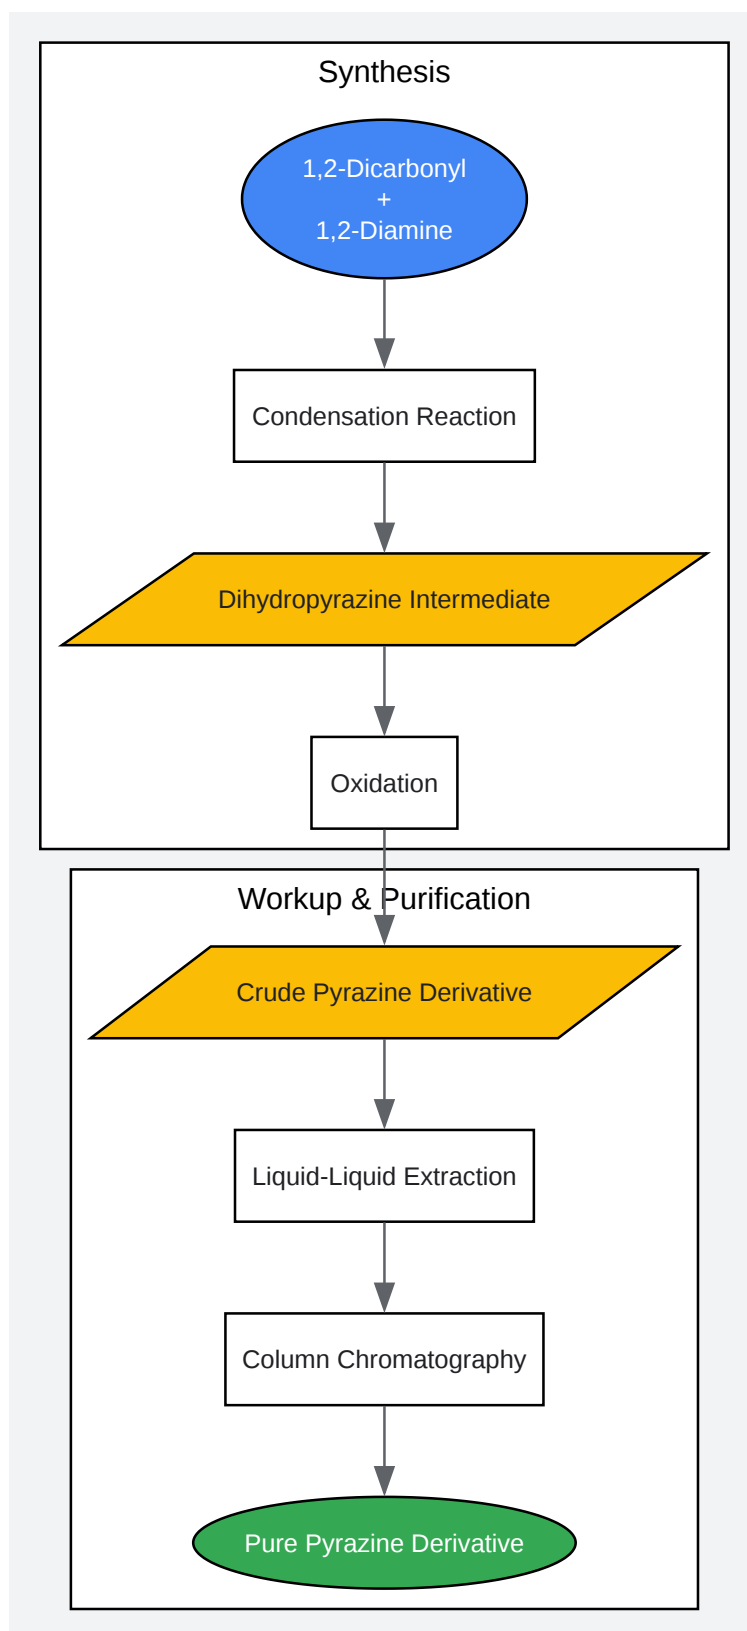 Synthesis
1,2-Dicarbonyl
+
1,2-Diamine
Condensation Reaction
Dihydropyrazine Intermediate
Oxidation
Workup & Purification
Crude Pyrazine Derivative
Liquid-Liquid Extraction
Column Chromatography
Pure Pyrazine Derivative